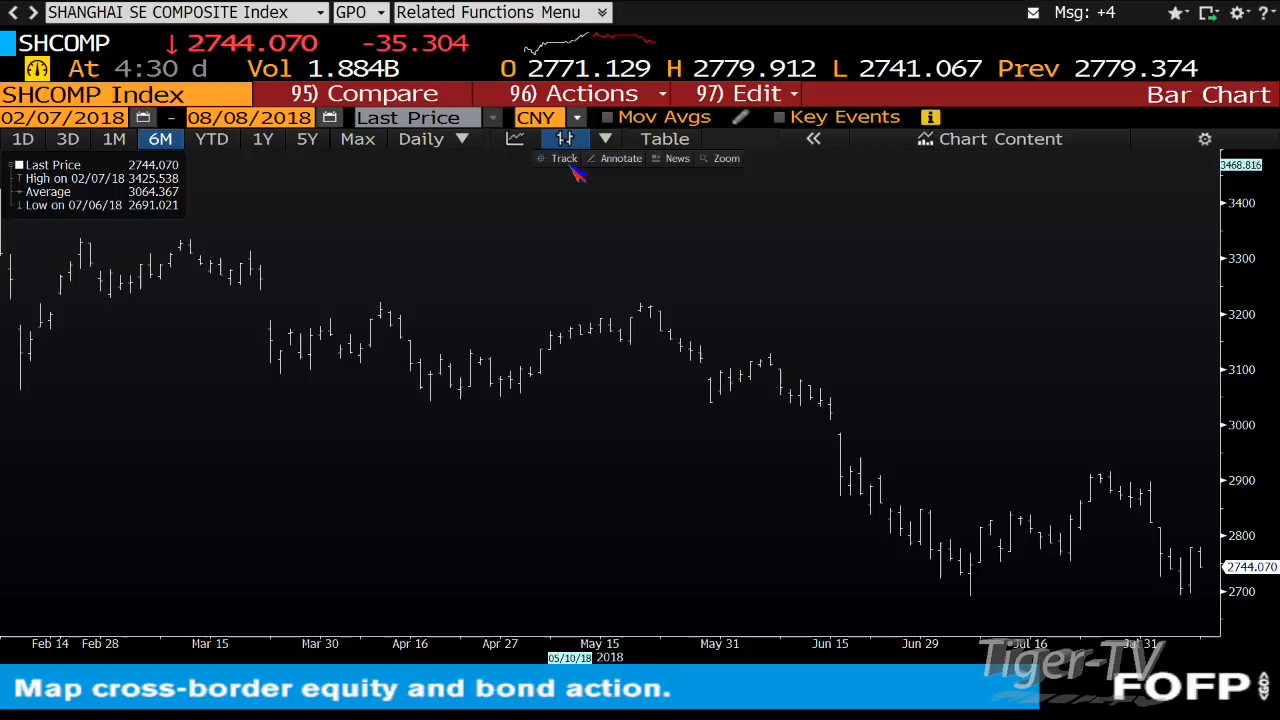 SHANGHAI SE COMPOSITE Index GPO Related Functions Menu Msg: +4 ?
SHCOMP ↓ 2744.070 -35.304
At 4:30 d Vol 1.884B O 2771.129 H 2779.912 L 2741.067 Prev 2779.374
SHCOMP Index 95) Compare 96) Actions 97) Edit Bar Chart
02/07/2018 - 08/08/2018 Last Price CNY Mov Avgs Key Events i
1D 3D 1M 6M YTD 1Y 5Y Max Daily Table « Chart Content
Track Annotate News Zoom
Last Price 2744.070
High on 02/07/18 3425.538
Average 3064.367
Low on 07/06/18 2691.021
3468.816
3400
3300
3200
3100
3000
2900
2800
2744.070
2700
Feb 14 Feb 28 Mar 15 Mar 30 Apr 16 Apr 27 May 15 May 31 Jun 15 Jun 29 Jul 16 Jul 31
05/10/18 2018
Tiger-TV
Map cross-border equity and bond action.
FOFP GO